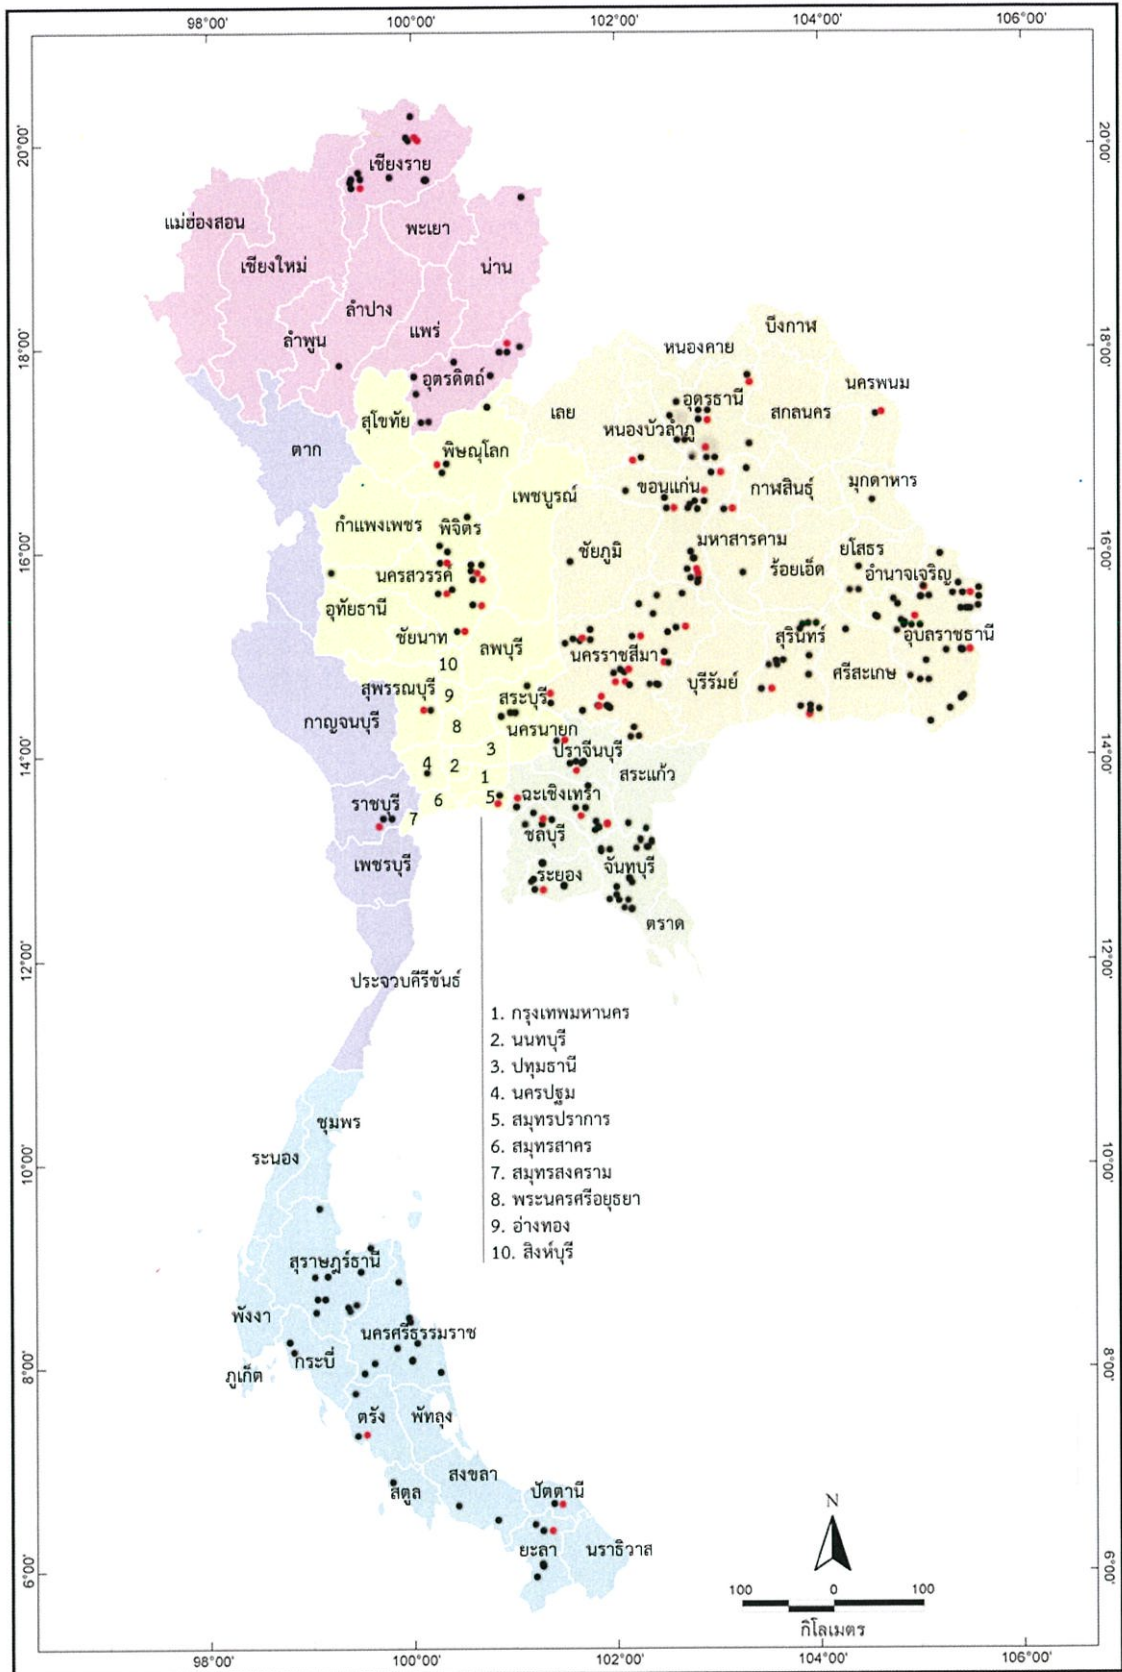 98°00' 100°00' 102°00' 104°00' 106°00'
20°00' 20°00'
เชียงราย
แม่ฮ่องสอน
พะเยา
เชียงใหม่ น่าน
ลำปาง
แพร่
ลำพูน
บึงกาฬ
หนองคาย
18°00' 18°00'
อุตรดิตถ์ อุดรธานี นครพนม
เลย สกลนคร
สุโขทัย หนองบัวลำภู
ตาก พิษณุโลก
ขอนแก่น กาฬสินธุ์ มุกดาหาร
เพชรบูรณ์
กำแพงเพชร พิจิตร
มหาสารคาม
16°00' 16°00'
ชัยภูมิ ยโสธร
นครสวรรค์ ร้อยเอ็ด อำนาจเจริญ
อุทัยธานี
ชัยนาท ลพบุรี สุรินทร์ อุบลราชธานี
นครราชสีมา
10 ศรีสะเกษ
สุพรรณบุรี 9 สระบุรี บุรีรัมย์
กาญจนบุรี 8 นครนายก
3 ปราจีนบุรี
14°00' 14°00'
4 2 1 สระแก้ว
ราชบุรี 6 5 ฉะเชิงเทรา
7 ชลบุรี
เพชรบุรี ระยอง จันทบุรี
ตราด
12°00' 12°00'
ประจวบคีรีขันธ์
1. กรุงเทพมหานคร
2. นนทบุรี
3. ปทุมธานี
4. นครปฐม
5. สมุทรปราการ
6. สมุทรสาคร
7. สมุทรสงคราม
8. พระนครศรีอยุธยา
9. อ่างทอง
10. สิงห์บุรี
ชุมพร
ระนอง
10°00' 10°00'
สุราษฎร์ธานี
พังงา
นครศรีธรรมราช
กระบี่
ภูเก็ต
8°00' 8°00'
ตรัง พัทลุง
สงขลา
สตูล ปัตตานี
ยะลา นราธิวาส
N
6°00' 6°00'
100 0 100
กิโลเมตร
98°00' 100°00' 102°00' 104°00' 106°00'